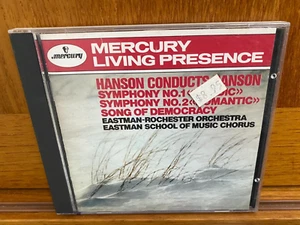 mercury
MERCURY
LIVING PRESENCE
HANSON CONDUCTS HANSON
SYMPHONY NO.1 «
SYMPHONY NO.2 «ROMANTIC»
SONG OF DEMOCRACY
EASTMAN-ROCHESTER ORCHESTRA
EASTMAN SCHOOL OF MUSIC CHORUS